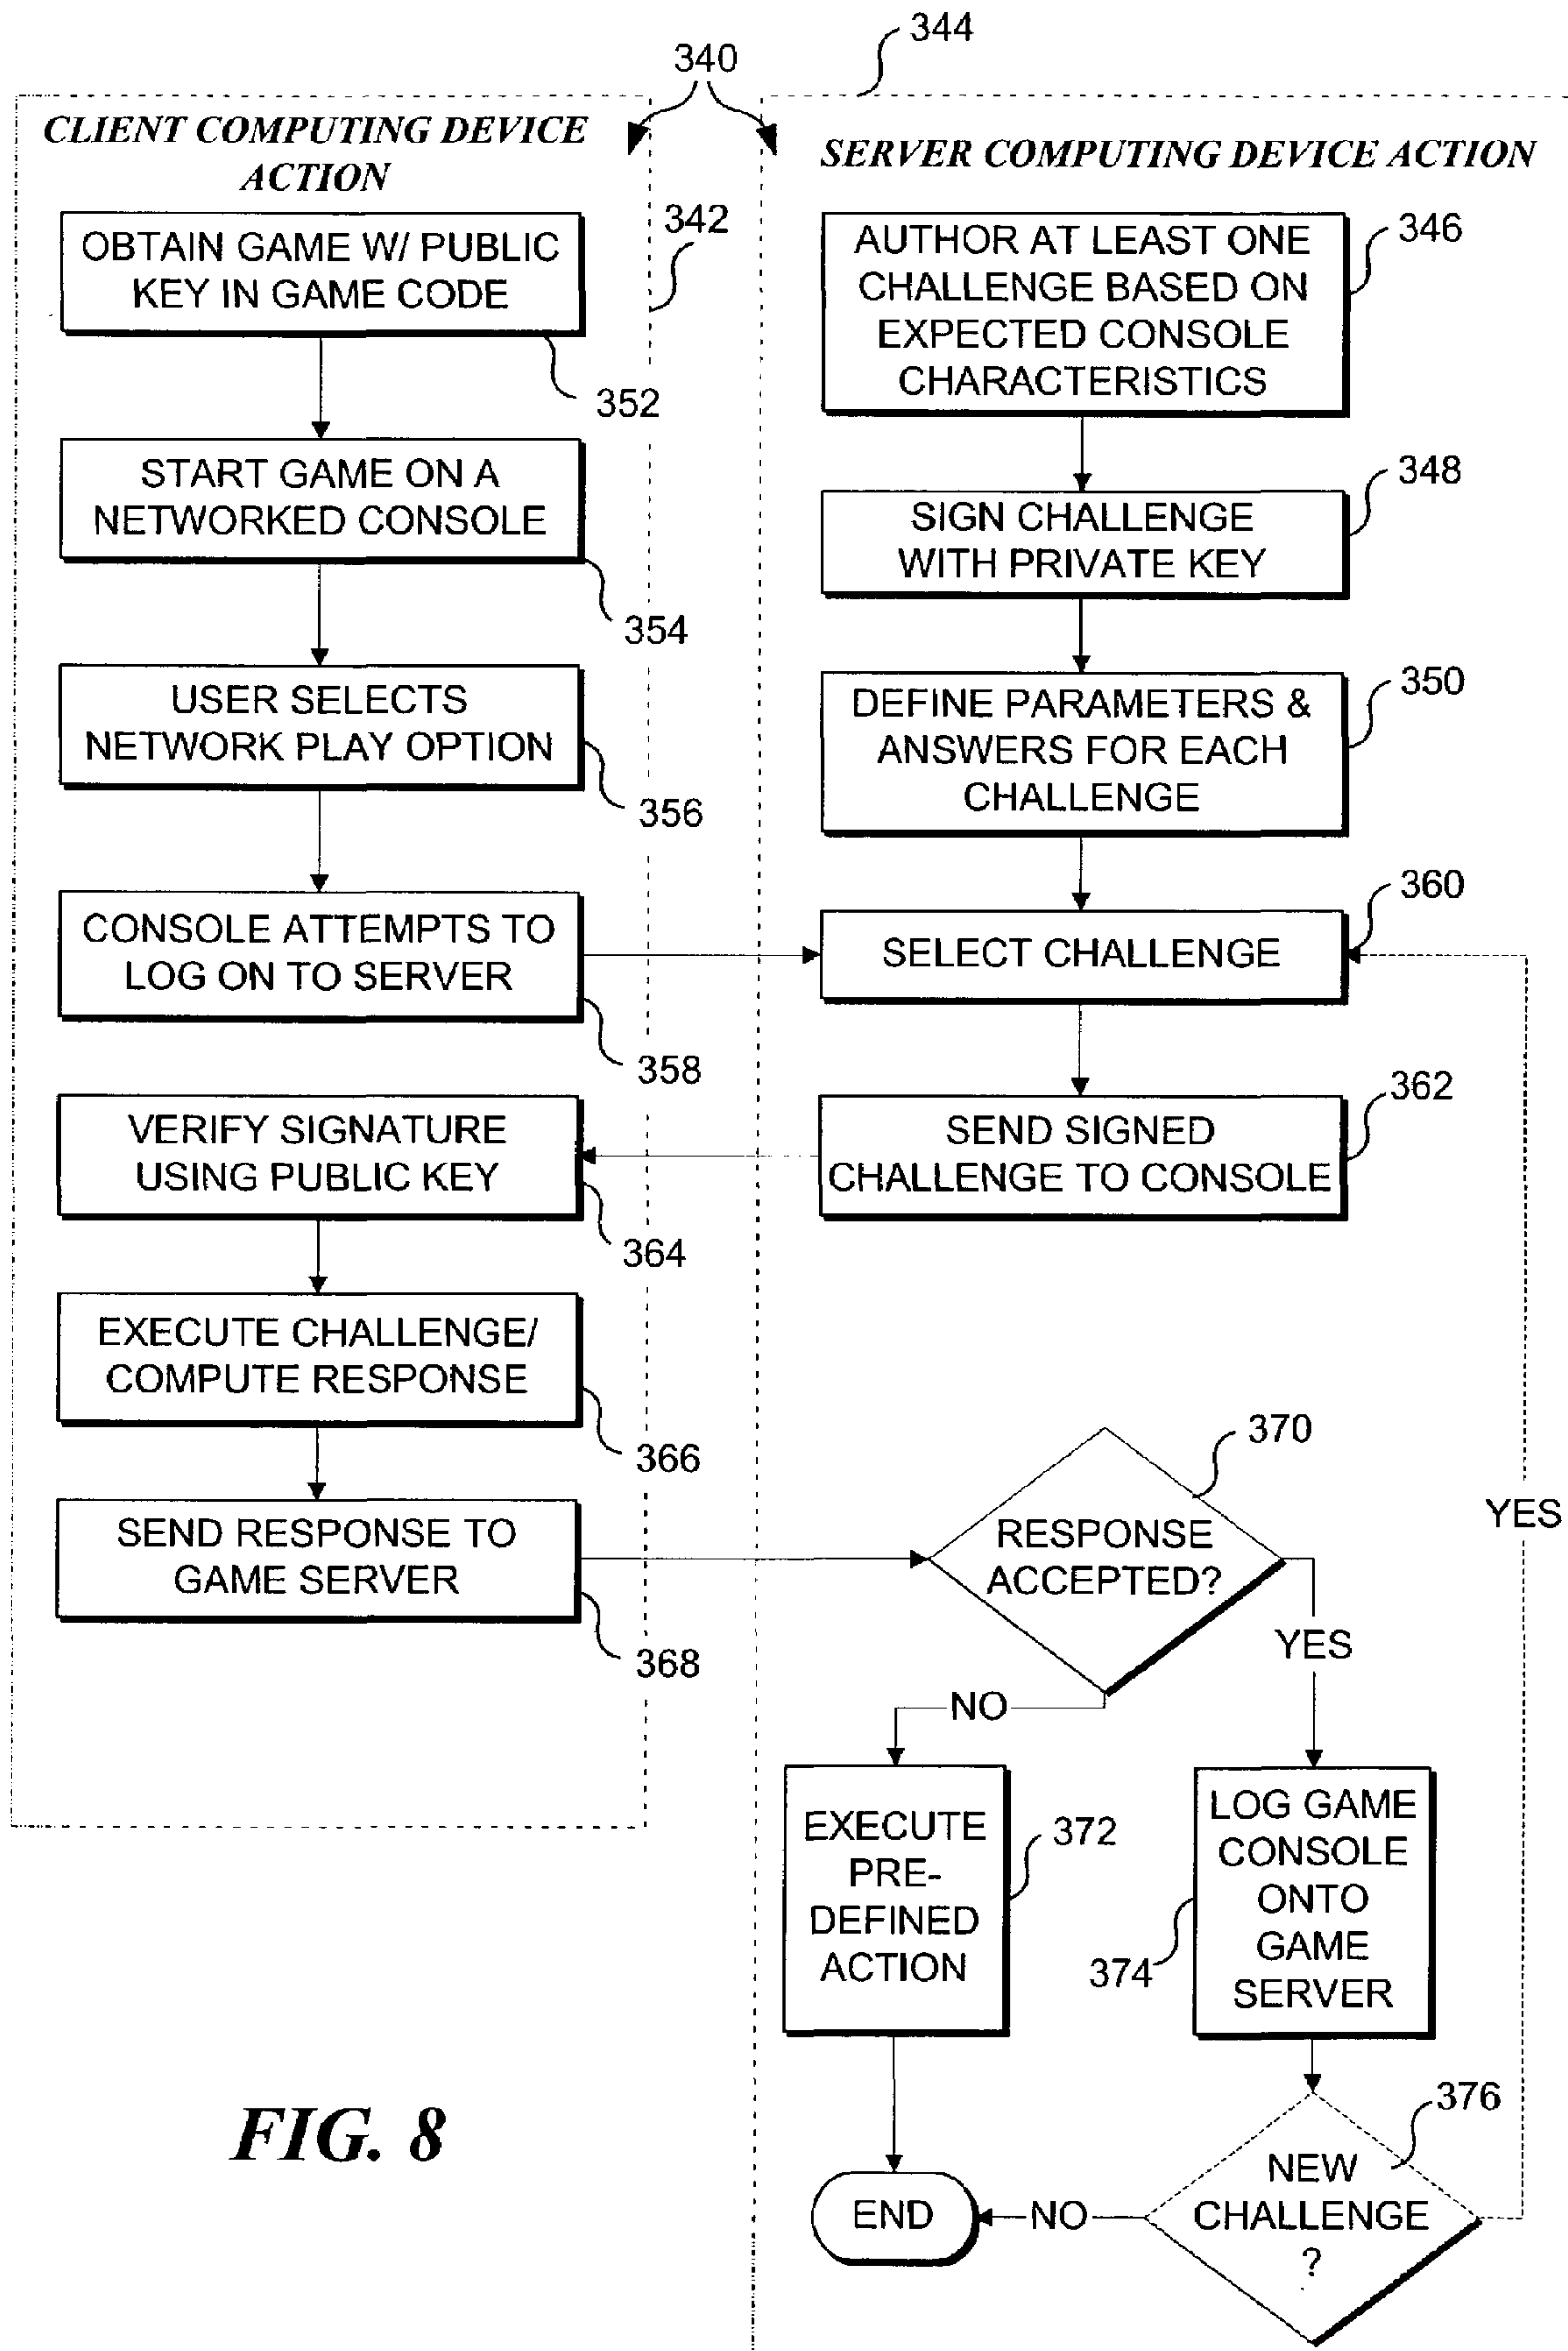 344
340
CLIENT COMPUTING DEVICE
ACTION
342
OBTAIN GAME W/ PUBLIC
KEY IN GAME CODE
352
START GAME ON A
NETWORKED CONSOLE
354
USER SELECTS
NETWORK PLAY OPTION
356
CONSOLE ATTEMPTS TO
LOG ON TO SERVER
358
VERIFY SIGNATURE
USING PUBLIC KEY
364
EXECUTE CHALLENGE/
COMPUTE RESPONSE
366
SEND RESPONSE TO
GAME SERVER
368
SERVER COMPUTING DEVICE ACTION
AUTHOR AT LEAST ONE
CHALLENGE BASED ON
EXPECTED CONSOLE
CHARACTERISTICS
346
SIGN CHALLENGE
WITH PRIVATE KEY
348
DEFINE PARAMETERS &
ANSWERS FOR EACH
CHALLENGE
350
SELECT CHALLENGE
360
SEND SIGNED
CHALLENGE TO CONSOLE
362
RESPONSE
ACCEPTED?
370
YES
YES
NO
EXECUTE
PRE-
DEFINED
ACTION
372
LOG GAME
CONSOLE
ONTO
GAME
SERVER
374
NEW
CHALLENGE
?
376
NO
END
FIG. 8